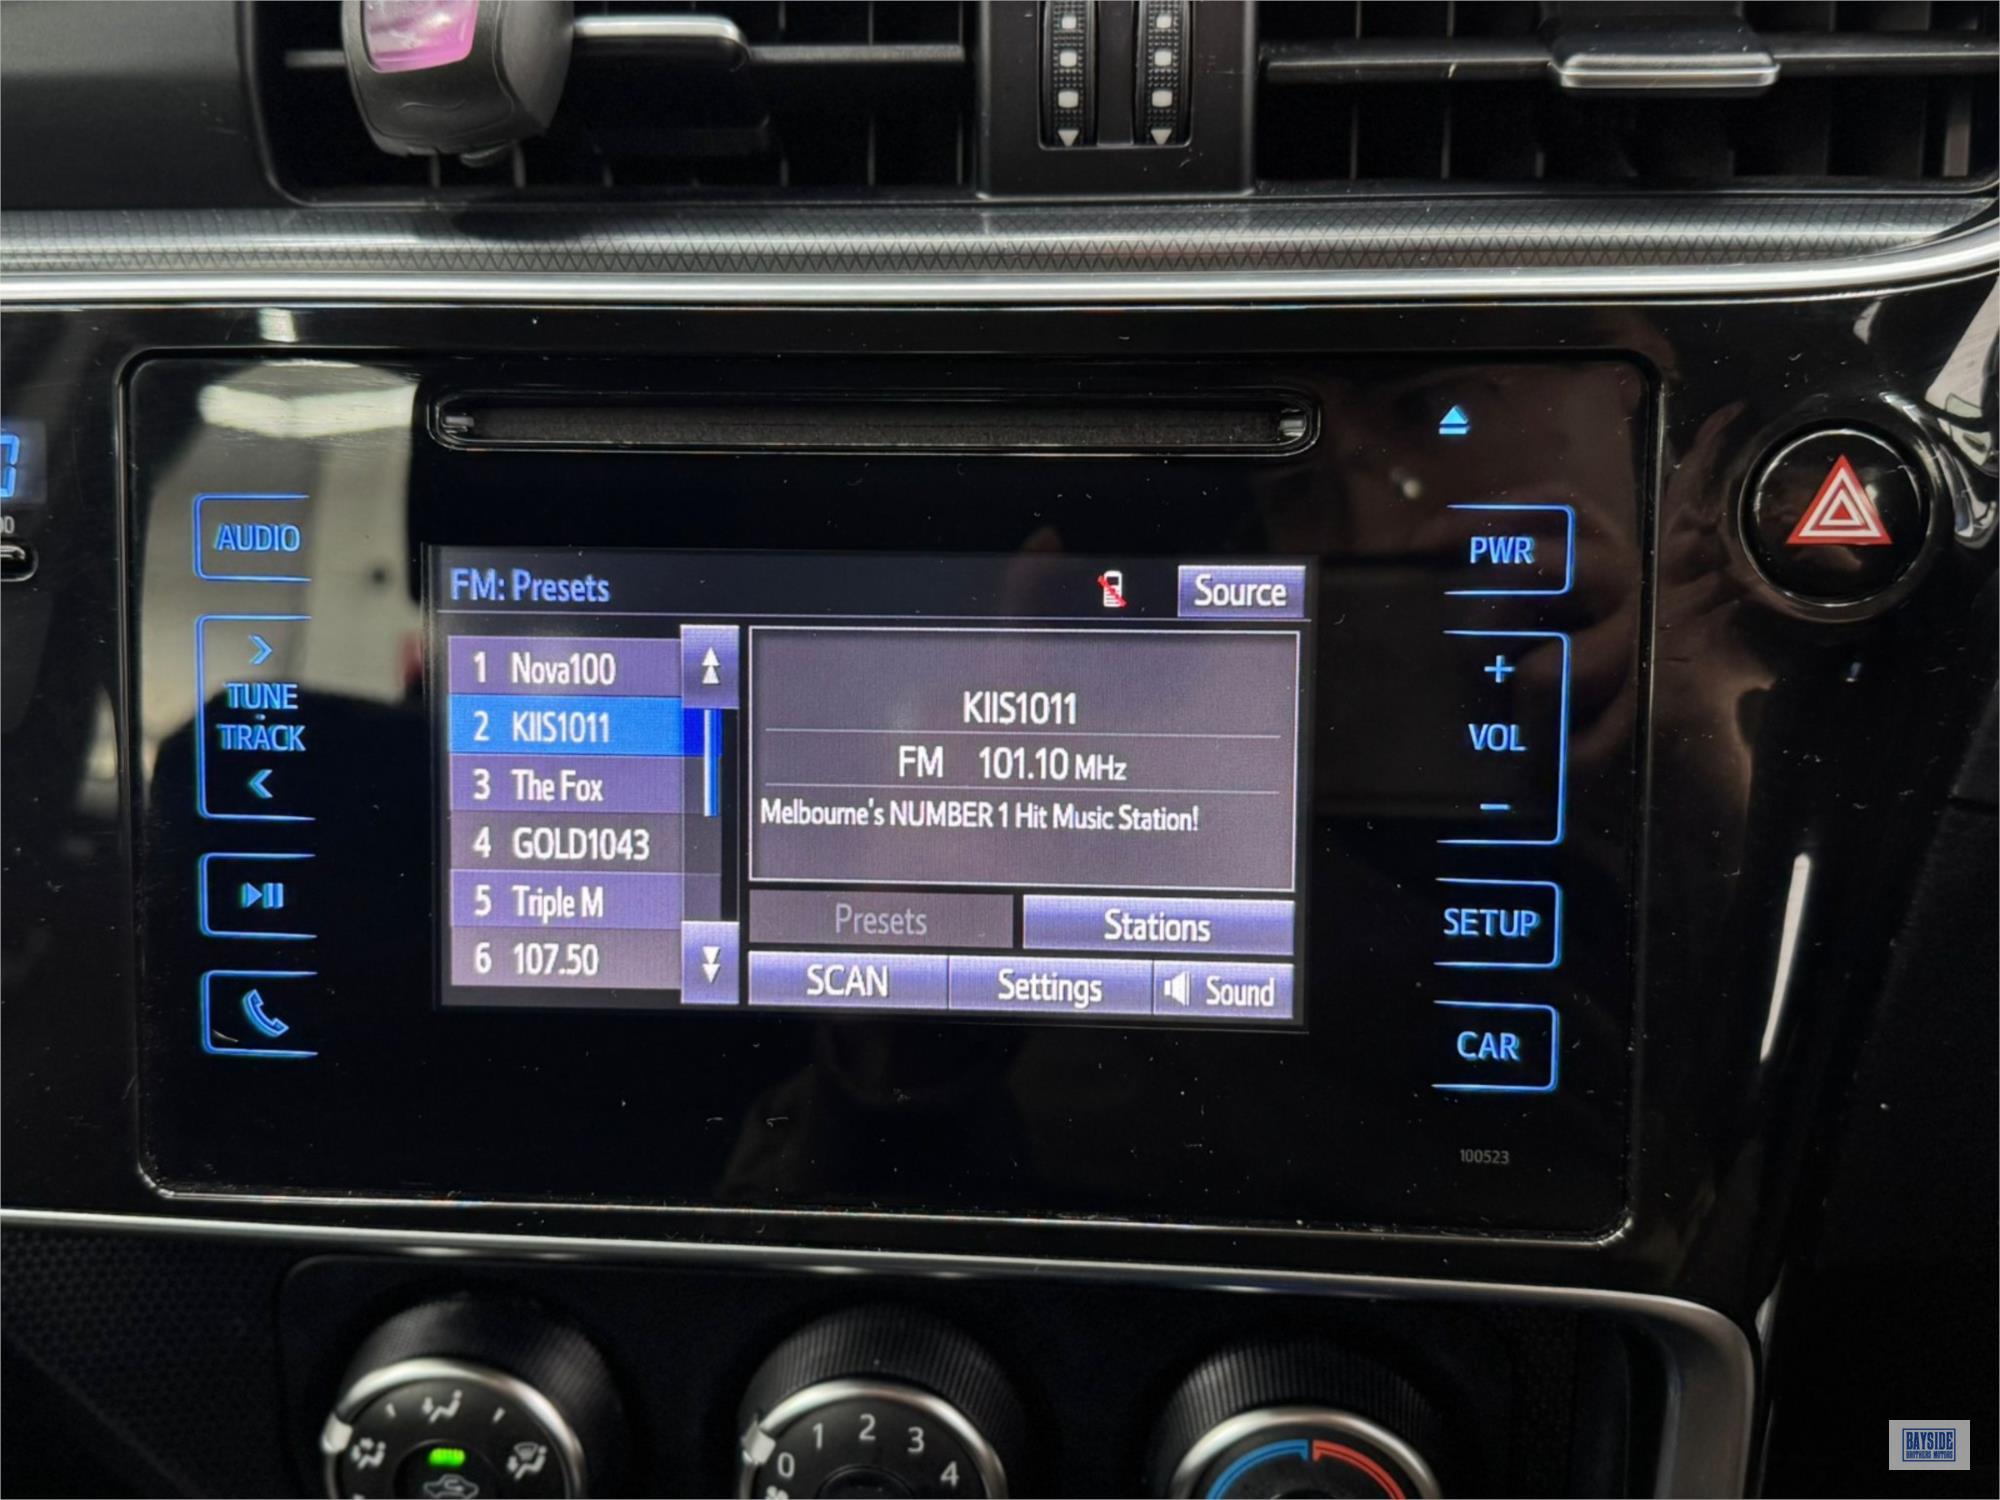 AUDIO
TUNE
TRACK
FM: Presets
Source
1 Nova100
2 KIIS1011
3 The Fox
4 GOLD1043
5 Triple M
6 107.50
KIIS1011
FM 101.10 MHz
Melbourne's NUMBER 1 Hit Music Station!
Presets
Stations
SCAN
Settings
Sound
PWR
+
VOL
−
SETUP
CAR
100523
0 1 2 3 4
BAYSIDE
BROTHERS MOTORS